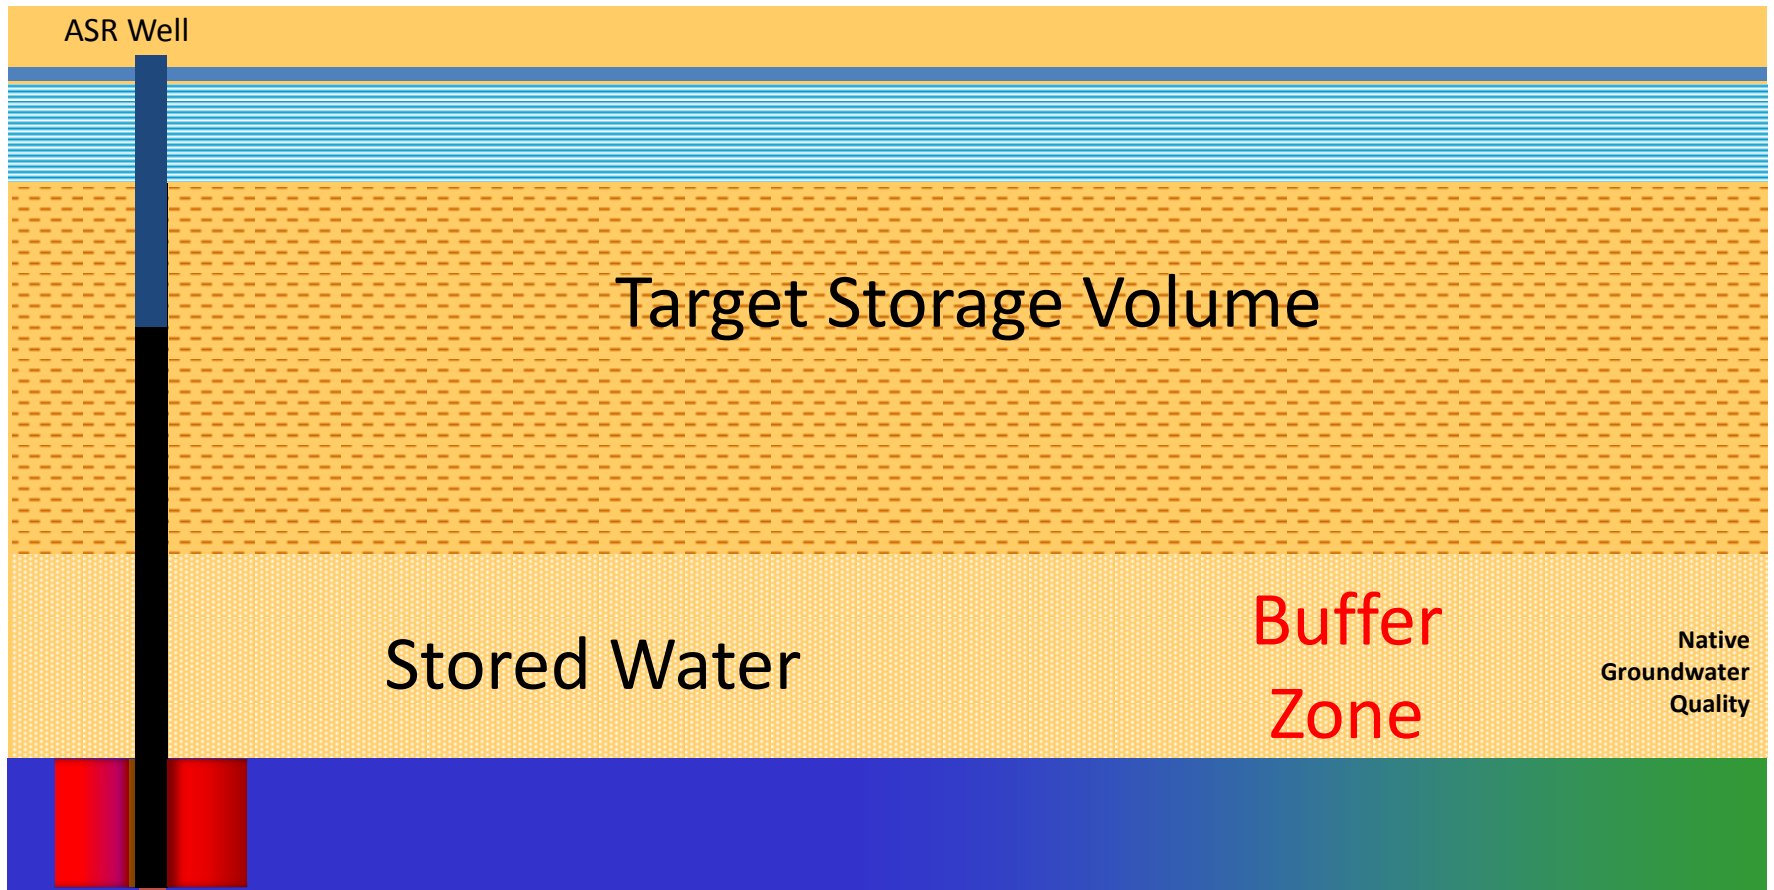 ASR Well
Target Storage Volume
Stored Water
Buffer
Zone
Native
Groundwater
Quality